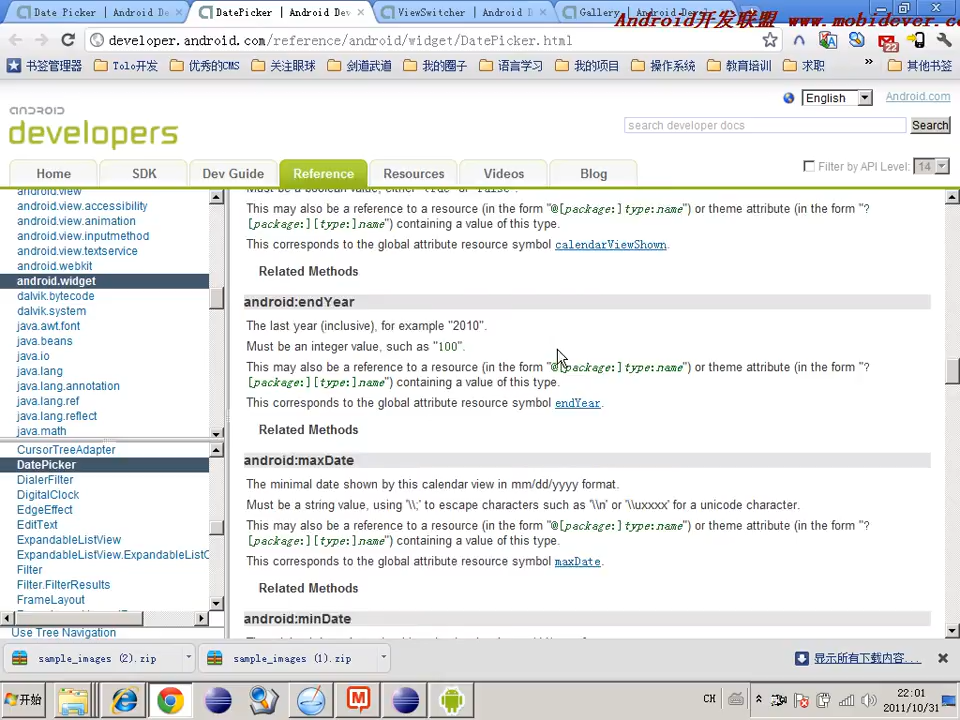 Date Picker | Android De
DatePicker | Android Dev
ViewSwitcher | Android D
Gallery
Android开发联盟 www.mobidever.co
developer.android.com/reference/android/widget/DatePicker.html
22
书签管理器 Tolo开发 优秀的CMS 关注眼球 剑道武道 我的圈子 语言学习 我的项目 操作系统 教育培训 求职 » 其他书签
English
Android.com
android
developers
search developer docs
Search
Home SDK Dev Guide Reference Resources Videos Blog
Filter by API Level: 14
android.view
android.view.accessibility
android.view.animation
android.view.inputmethod
android.view.textservice
android.webkit
android.widget
dalvik.bytecode
dalvik.system
java.awt.font
java.beans
java.io
java.lang
java.lang.annotation
java.lang.ref
java.lang.reflect
java.math
CursorTreeAdapter
DatePicker
DialerFilter
DigitalClock
EdgeEffect
EditText
ExpandableListView
ExpandableListView.ExpandableListC
Filter
Filter.FilterResults
FrameLayout
Use Tree Navigation
Must be a boolean value, either "true" or "false".
This may also be a reference to a resource (in the form "@[package:]type:name") or theme attribute (in the form "?
[package:][type:]name") containing a value of this type.
This corresponds to the global attribute resource symbol calendarViewShown.
Related Methods
android:endYear
The last year (inclusive), for example "2010".
Must be an integer value, such as "100".
This may also be a reference to a resource (in the form "@[package:]type:name") or theme attribute (in the form "?
[package:][type:]name") containing a value of this type.
This corresponds to the global attribute resource symbol endYear.
Related Methods
android:maxDate
The minimal date shown by this calendar view in mm/dd/yyyy format.
Must be a string value, using '\\;' to escape characters such as '\\n' or '\\uxxxx' for a unicode character.
This may also be a reference to a resource (in the form "@[package:]type:name") or theme attribute (in the form "?
[package:][type:]name") containing a value of this type.
This corresponds to the global attribute resource symbol maxDate.
Related Methods
android:minDate
sample_images (2).zip
sample_images (1).zip
显示所有下载内容...
开始
CH
22:01
2011/10/31